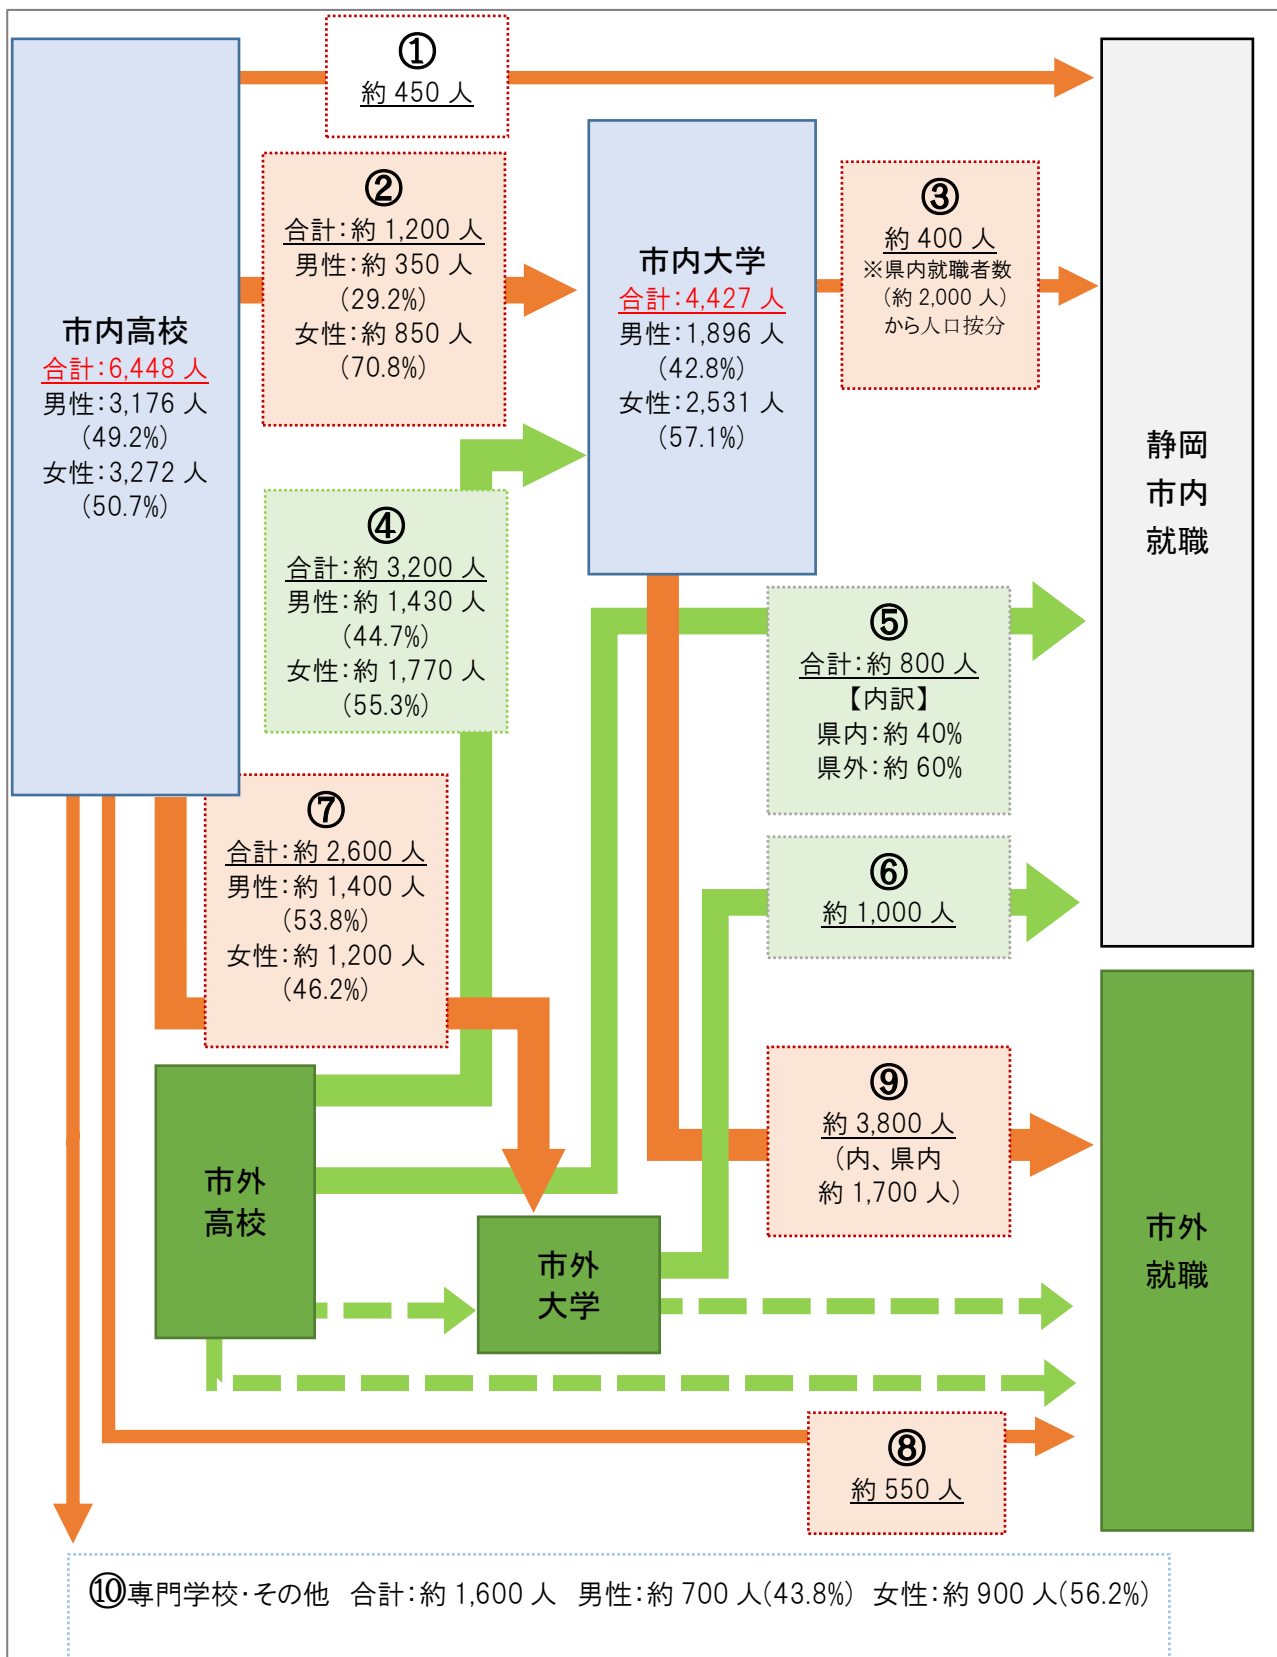 ①
約 450 人
②
合計：約 1,200 人
男性：約 350 人
(29.2%)
女性：約 850 人
(70.8%)
③
約 400 人
※県内就職者数
（約 2,000 人）
から人口按分
市内大学
合計：4,427 人
男性：1,896 人
(42.8%)
女性：2,531 人
(57.1%)
市内高校
合計：6,448 人
男性：3,176 人
(49.2%)
女性：3,272 人
(50.7%)
静岡
市内
就職
④
合計：約 3,200 人
男性：約 1,430 人
(44.7%)
女性：約 1,770 人
(55.3%)
⑤
合計：約 800 人
【内訳】
県内：約 40%
県外：約 60%
⑥
約 1,000 人
⑦
合計：約 2,600 人
男性：約 1,400 人
(53.8%)
女性：約 1,200 人
(46.2%)
⑨
約 3,800 人
（内、県内
約 1,700 人）
市外
高校
市外
大学
市外
就職
⑧
約 550 人
⑩専門学校・その他 合計：約 1,600 人 男性：約 700 人(43.8%) 女性：約 900 人(56.2%)